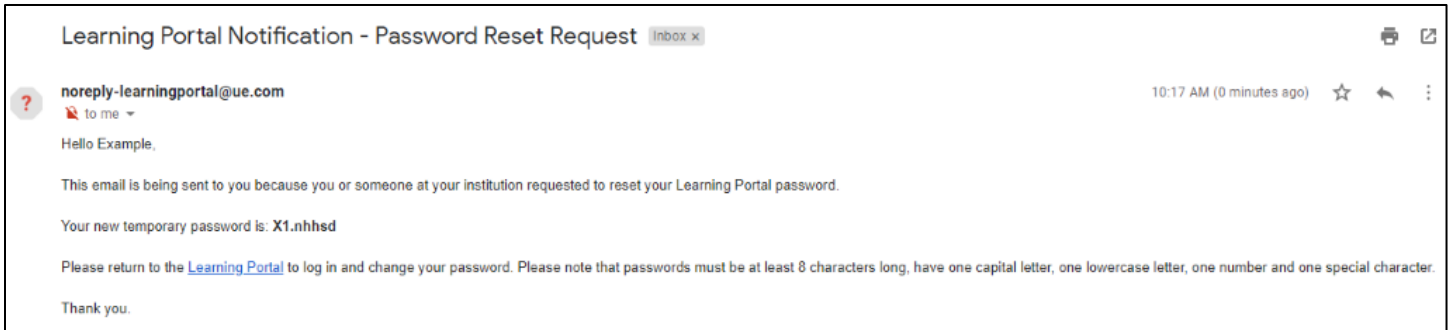 Learning Portal Notification - Password Reset Request Inbox x
? noreply-learningportal@ue.com 10:17 AM (0 minutes ago)
to me
Hello Example,
This email is being sent to you because you or someone at your institution requested to reset your Learning Portal password.
Your new temporary password is: X1.nhhsd
Please return to the Learning Portal to log in and change your password. Please note that passwords must be at least 8 characters long, have one capital letter, one lowercase letter, one number and one special character.
Thank you.